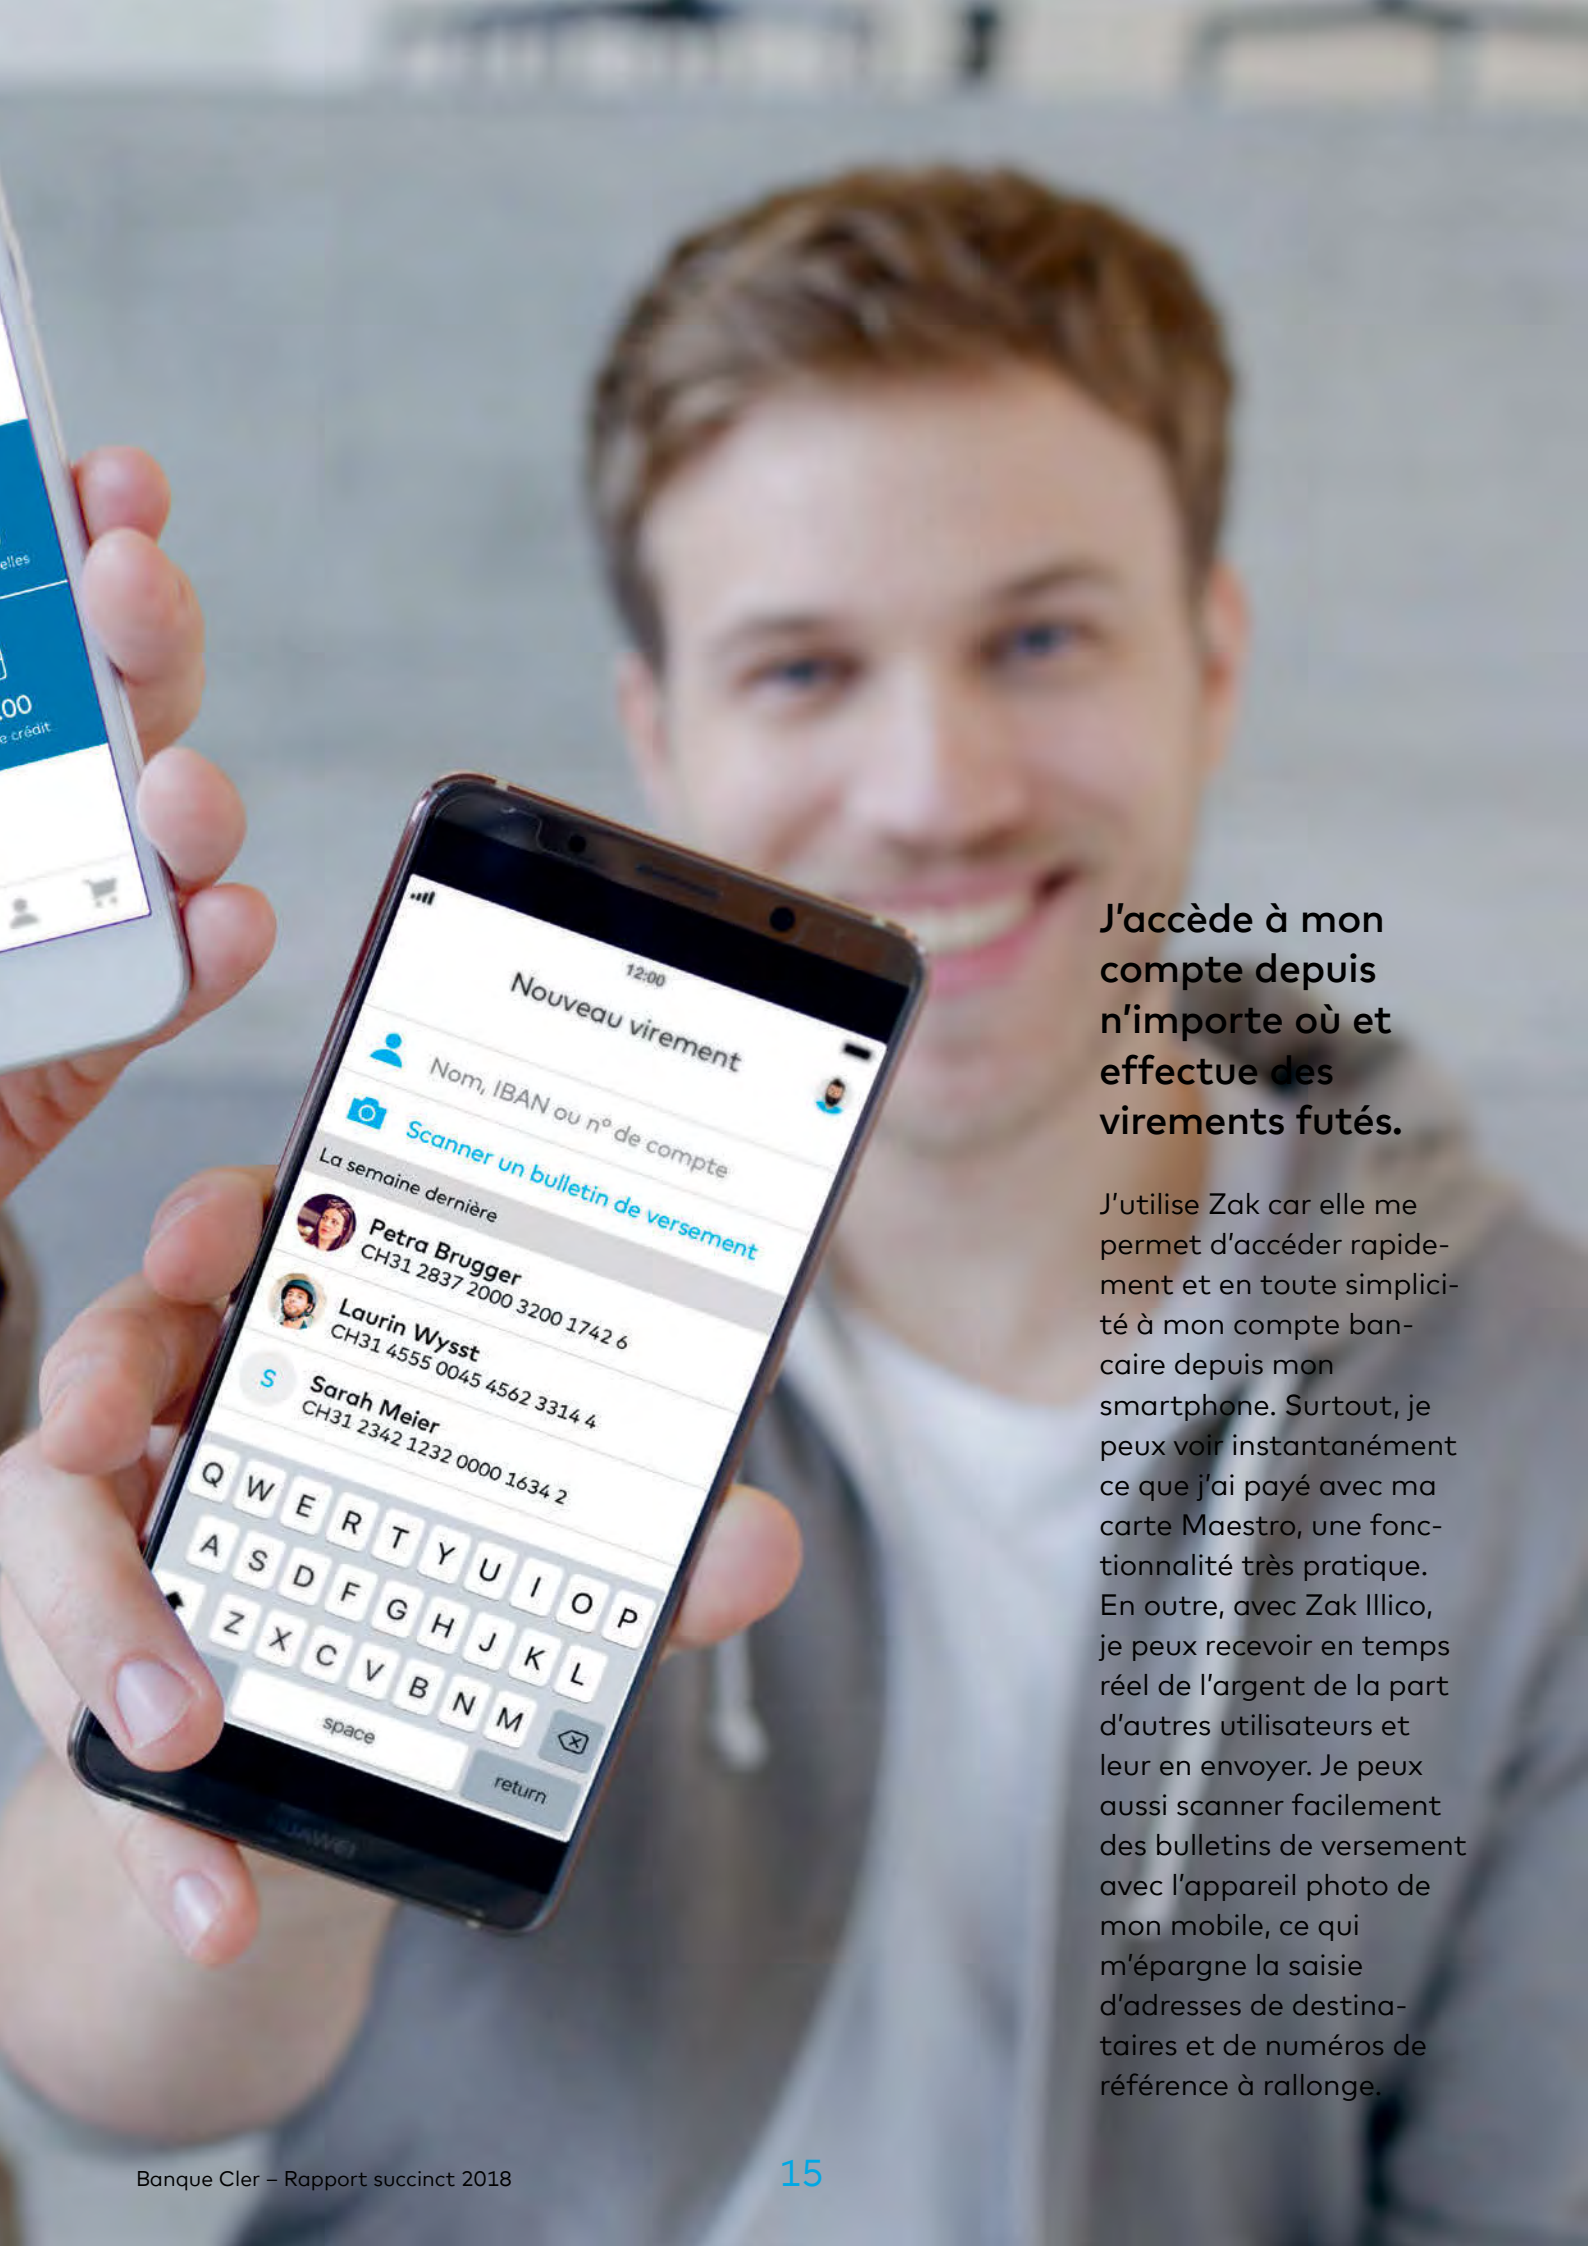 elles
.00
e crédit
12:00
Nouveau virement
Nom, IBAN ou n° de compte
Scanner un bulletin de versement
La semaine dernière
Petra Brugger
CH31 2837 2000 3200 1742 6
Laurin Wysst
CH31 4555 0045 4562 3314 4
S
Sarah Meier
CH31 2342 1232 0000 1634 2
Q W E R T Y U I O P
A S D F G H J K L
Z X C V B N M
space
return
HUAWEI
J'accède à mon
compte depuis
n'importe où et
effectue des
virements futés.
J'utilise Zak car elle me
permet d'accéder rapide-
ment et en toute simplici-
té à mon compte ban-
caire depuis mon
smartphone. Surtout, je
peux voir instantanément
ce que j'ai payé avec ma
carte Maestro, une fonc-
tionnalité très pratique.
En outre, avec Zak Illico,
je peux recevoir en temps
réel de l'argent de la part
d'autres utilisateurs et
leur en envoyer. Je peux
aussi scanner facilement
des bulletins de versement
avec l'appareil photo de
mon mobile, ce qui
m'épargne la saisie
d'adresses de destina-
taires et de numéros de
référence à rallonge.
Banque Cler – Rapport succinct 2018
15